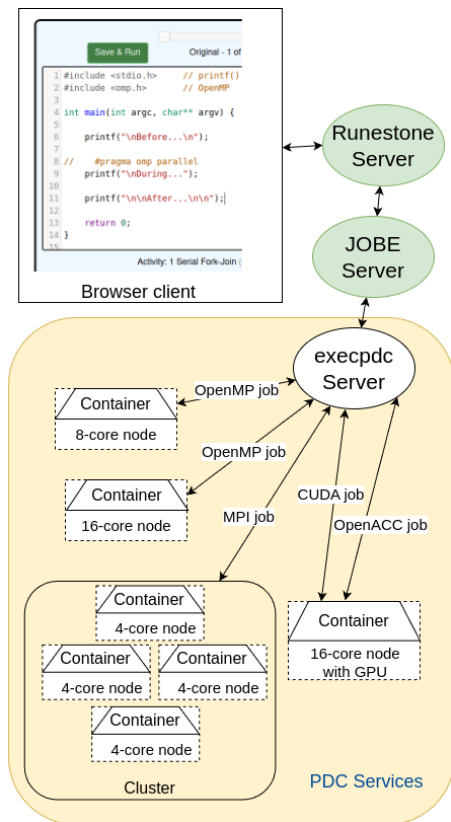 Save & Run
Original - 1 of
1 #include <stdio.h>     // printf()
2 #include <omp.h>       // OpenMP
3
4 int main(int argc, char** argv) {
5
6     printf("\nBefore...\n");
7
8 //    #pragma omp parallel
9     printf("\nDuring...");
10
11     printf("\n\nAfter...\n\n");
12
13     return 0;
14 }
15
Activity: 1 Serial Fork-Join (
Browser client
Runestone
Server
JOBE
Server
execpdc
Server
OpenMP job
Container
8-core node
OpenMP job
Container
16-core node
MPI job
CUDA job
OpenACC job
Container
4-core node
Container
4-core node
Container
4-core node
Container
4-core node
Cluster
Container
16-core node
with GPU
PDC Services